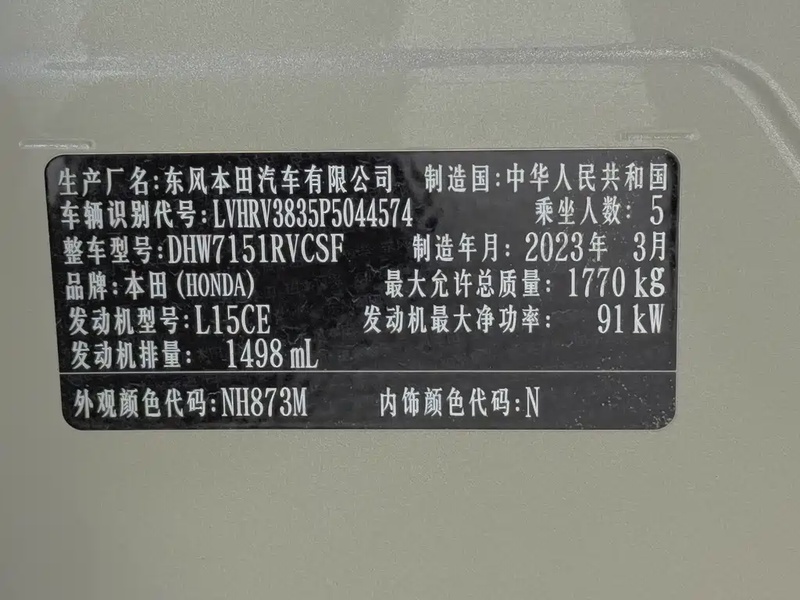 生产厂名:东风本田汽车有限公司 制造国:中华人民共和国
车辆识别代号:LVHRV3835P5044574 乘坐人数: 5
整车型号:DHW7151RVCSF 制造年月: 2023年 3月
品牌:本田(HONDA) 最大允许总质量: 1770 kg
发动机型号:L15CE 发动机最大净功率: 91 kW
发动机排量: 1498 mL
外观颜色代码:NH873M 内饰颜色代码:N